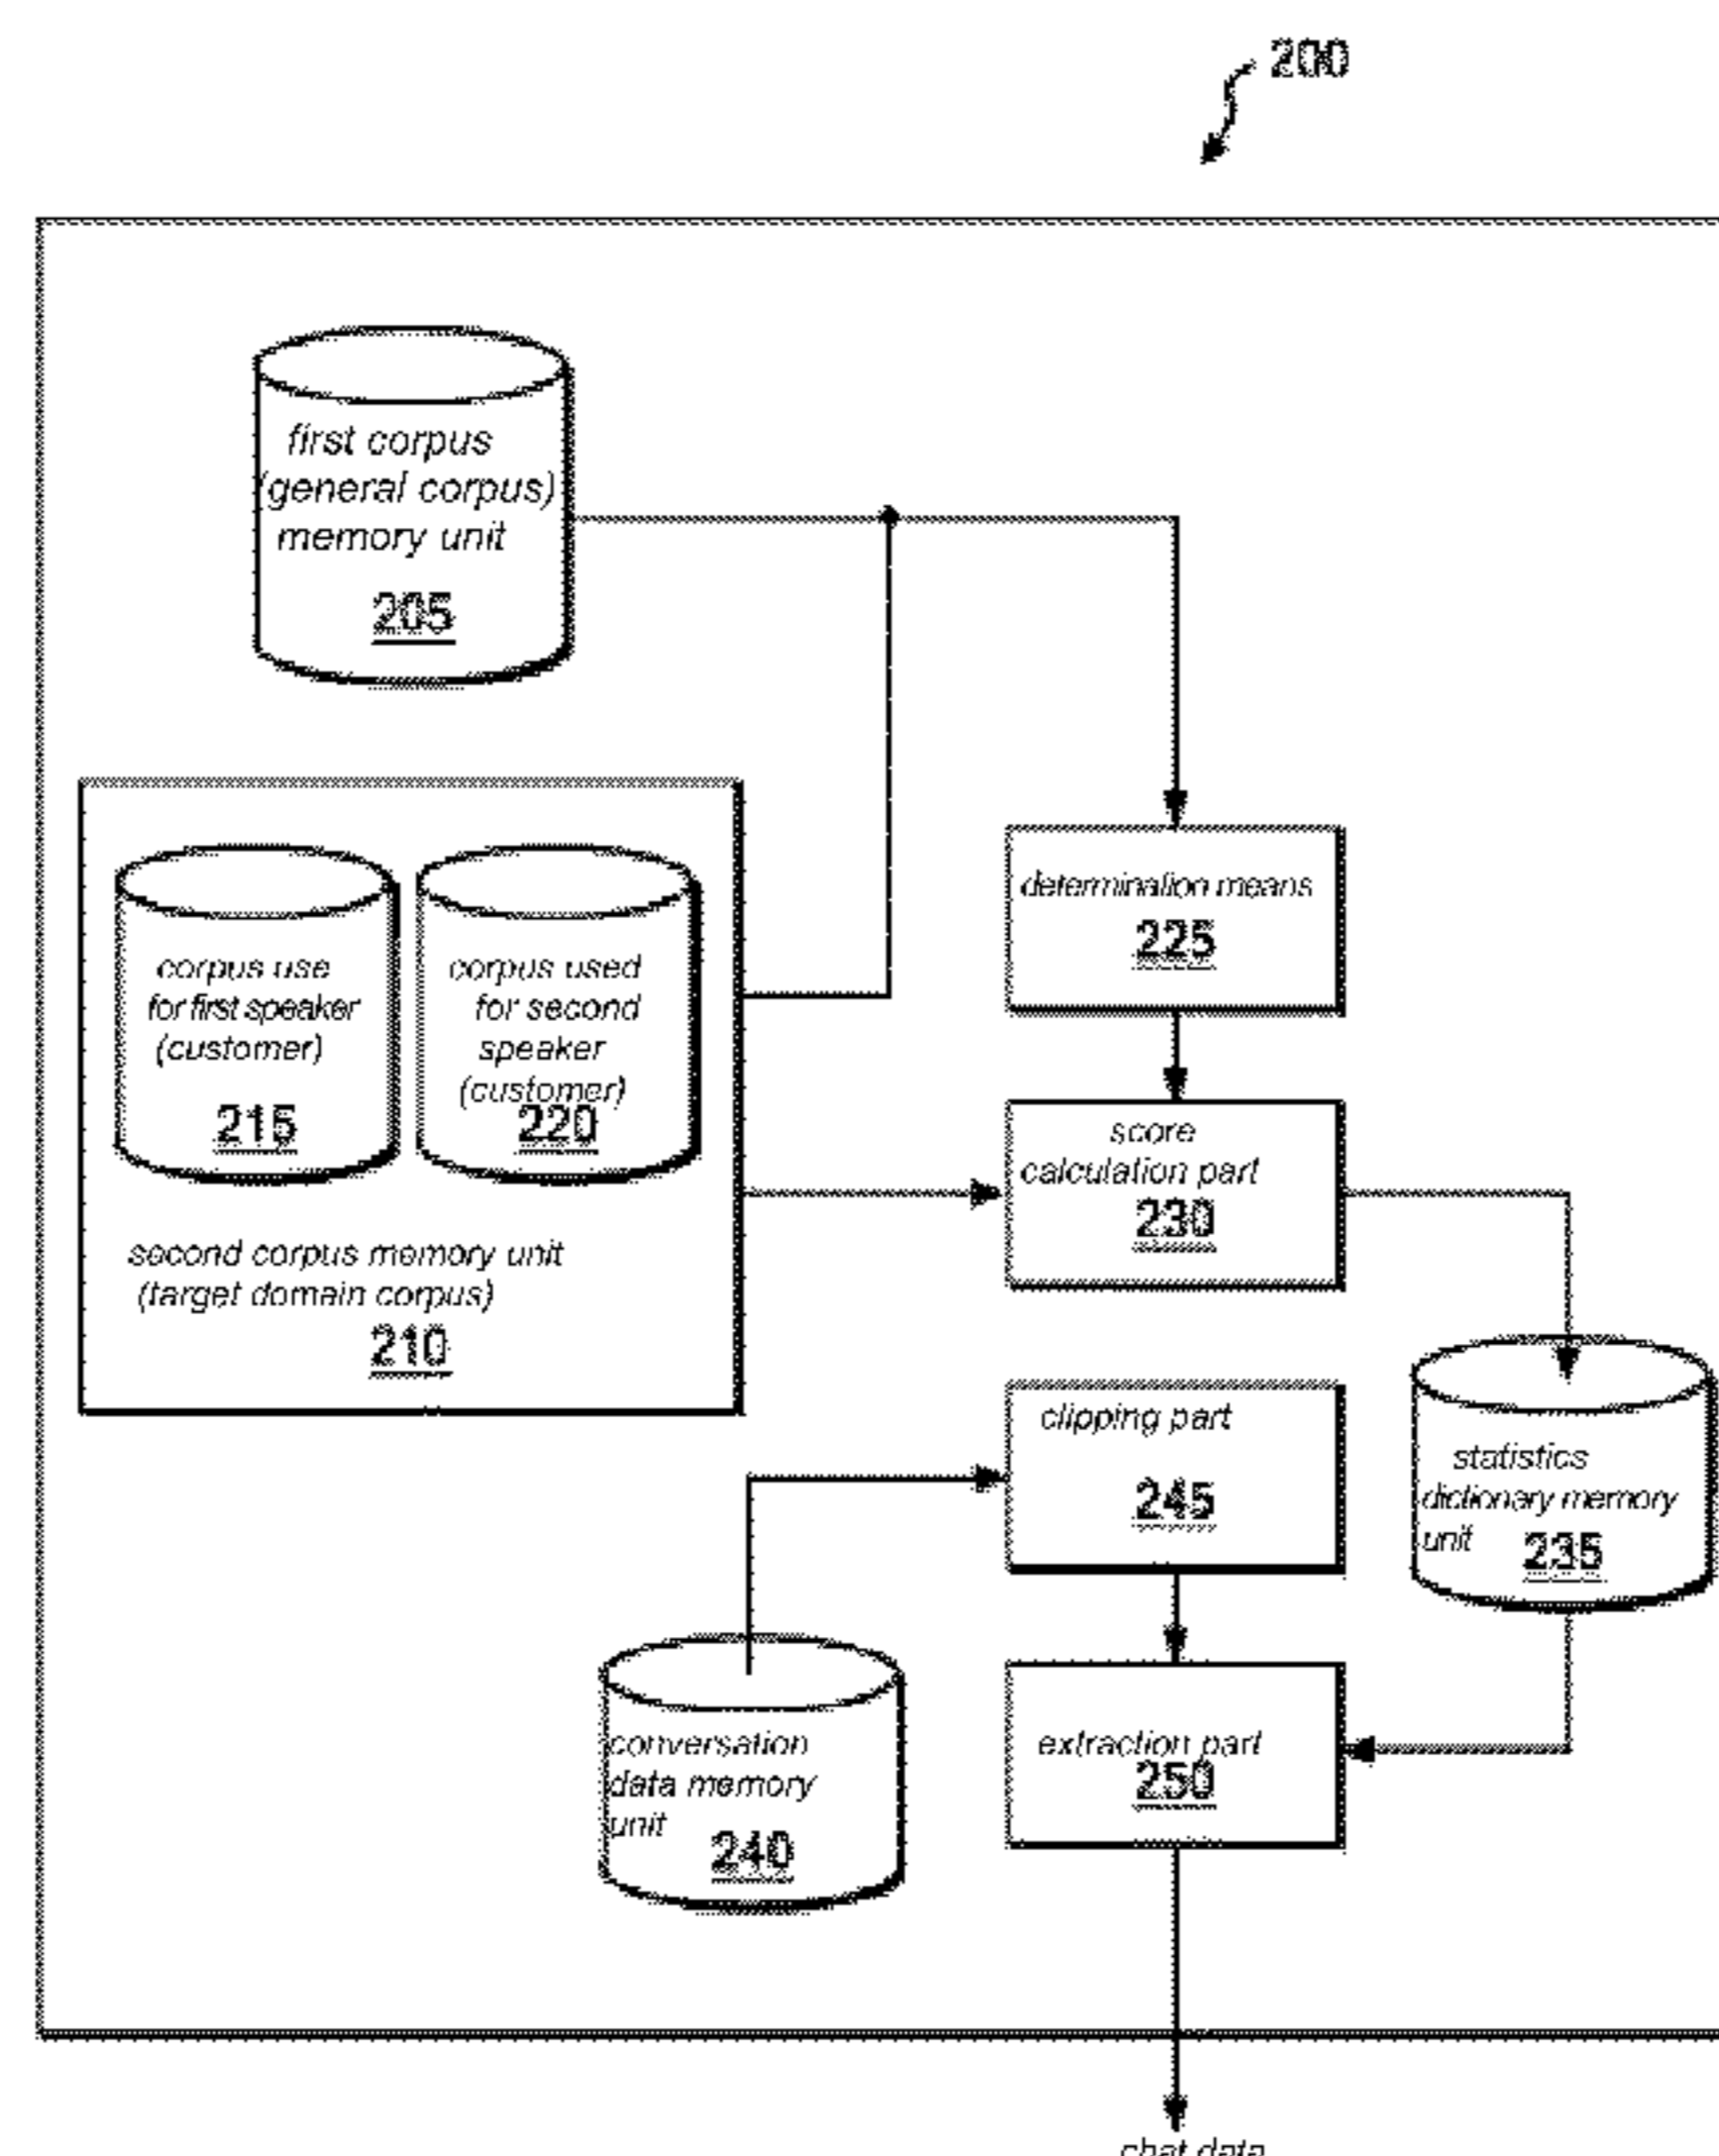 200
first corpus
(general corpus)
memory unit
205
corpus use
for first speaker
(customer)
215
corpus used
for second
speaker
(customer)
220
second corpus memory unit
(target domain corpus)
210
determination means
225
score
calculation part
230
clipping part
245
statistics
dictionary memory
unit
235
conversation
data memory
unit
240
extraction part
250
chat data